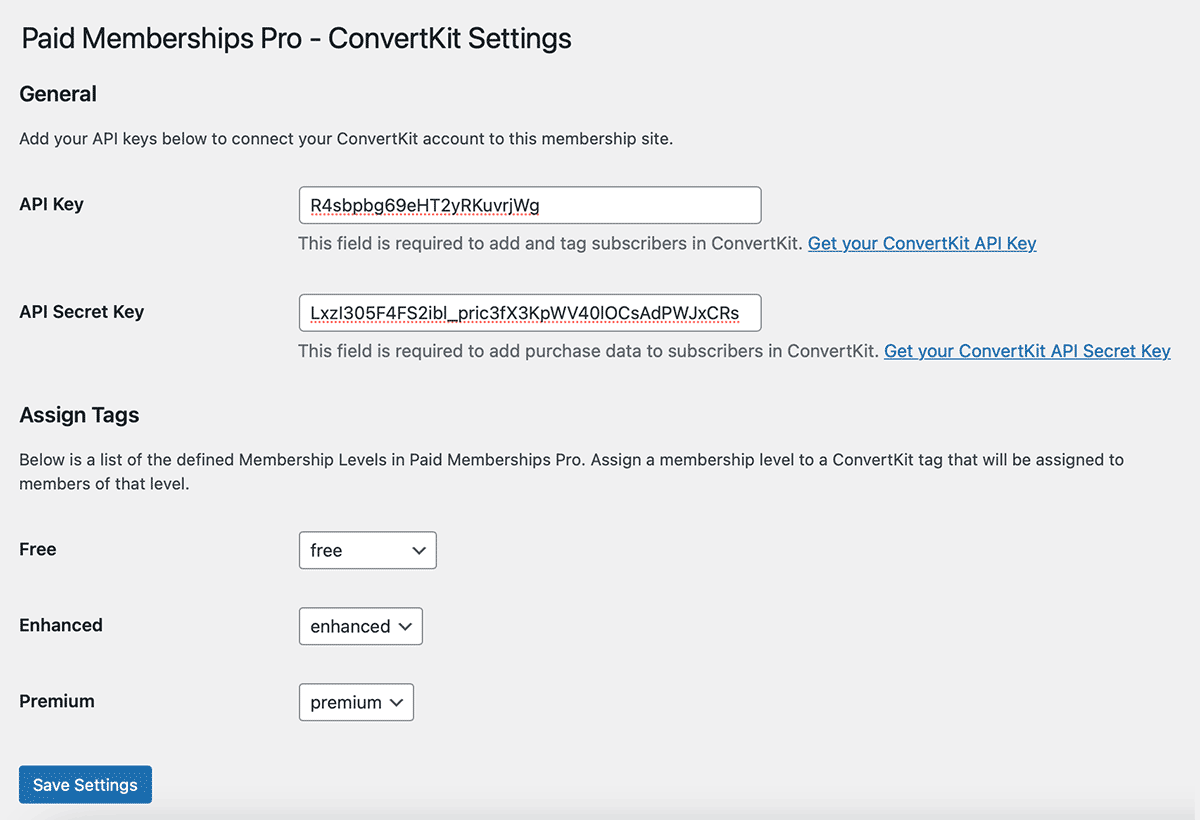 Paid Memberships Pro - ConvertKit Settings
General
Add your API keys below to connect your ConvertKit account to this membership site.
API Key
R4sbpbg69eHT2yRKuvrjWg
This field is required to add and tag subscribers in ConvertKit. Get your ConvertKit API Key
API Secret Key
This field is required to add purchase data to subscribers in ConvertKit. Get your ConvertKit API Secret Key
Assign Tags
Below is a list of the defined Membership Levels in Paid Memberships Pro. Assign a membership level to a ConvertKit tag that will be assigned to
members of that level.
Free
free
Enhanced
enhanced
Premium
premium
Save Settings